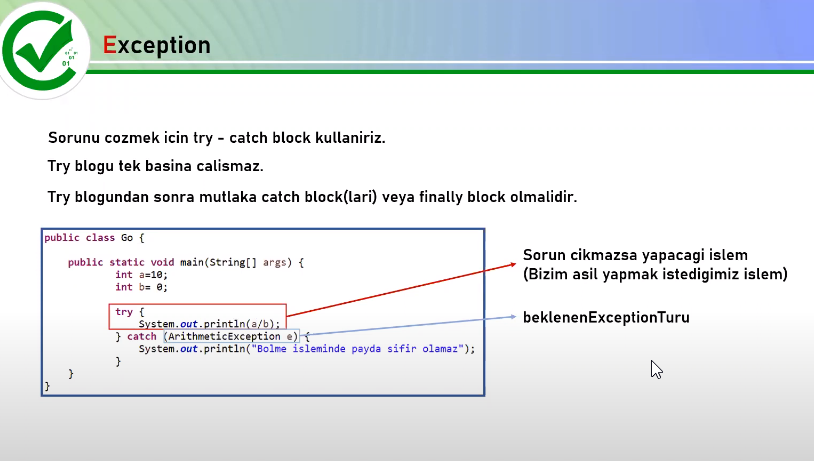 Exception
Sorunu cozmek icin try - catch block kullaniriz.
Try blogu tek basina calismaz.
Try blogundan sonra mutlaka catch block(lari) veya finally block olmalidir.
public class Go {
public static void main(String[] args) {
int a=10;
int b= 0;
try {
System.out.println(a/b);
} catch (ArithmeticException e) {
System.out.println("Bolme isleminde payda sifir olamaz");
}
}
}
Sorun cikmazsa yapacagi islem
(Bizim asil yapmak istedigimiz islem)
beklenenExceptionTuru